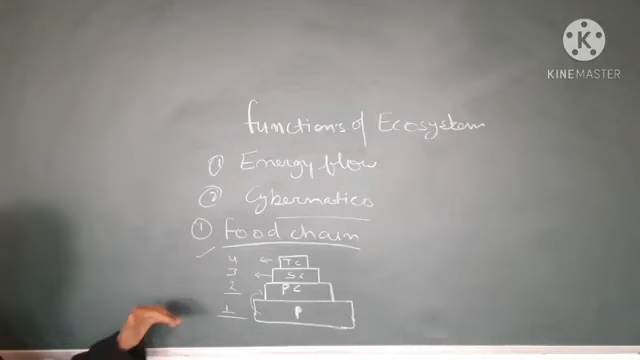 K
KINEMASTER
functions of Ecosystem
① Energy flow
② Cybernatics
① Food chain
4 TC
3 SC
2 PC
1 P